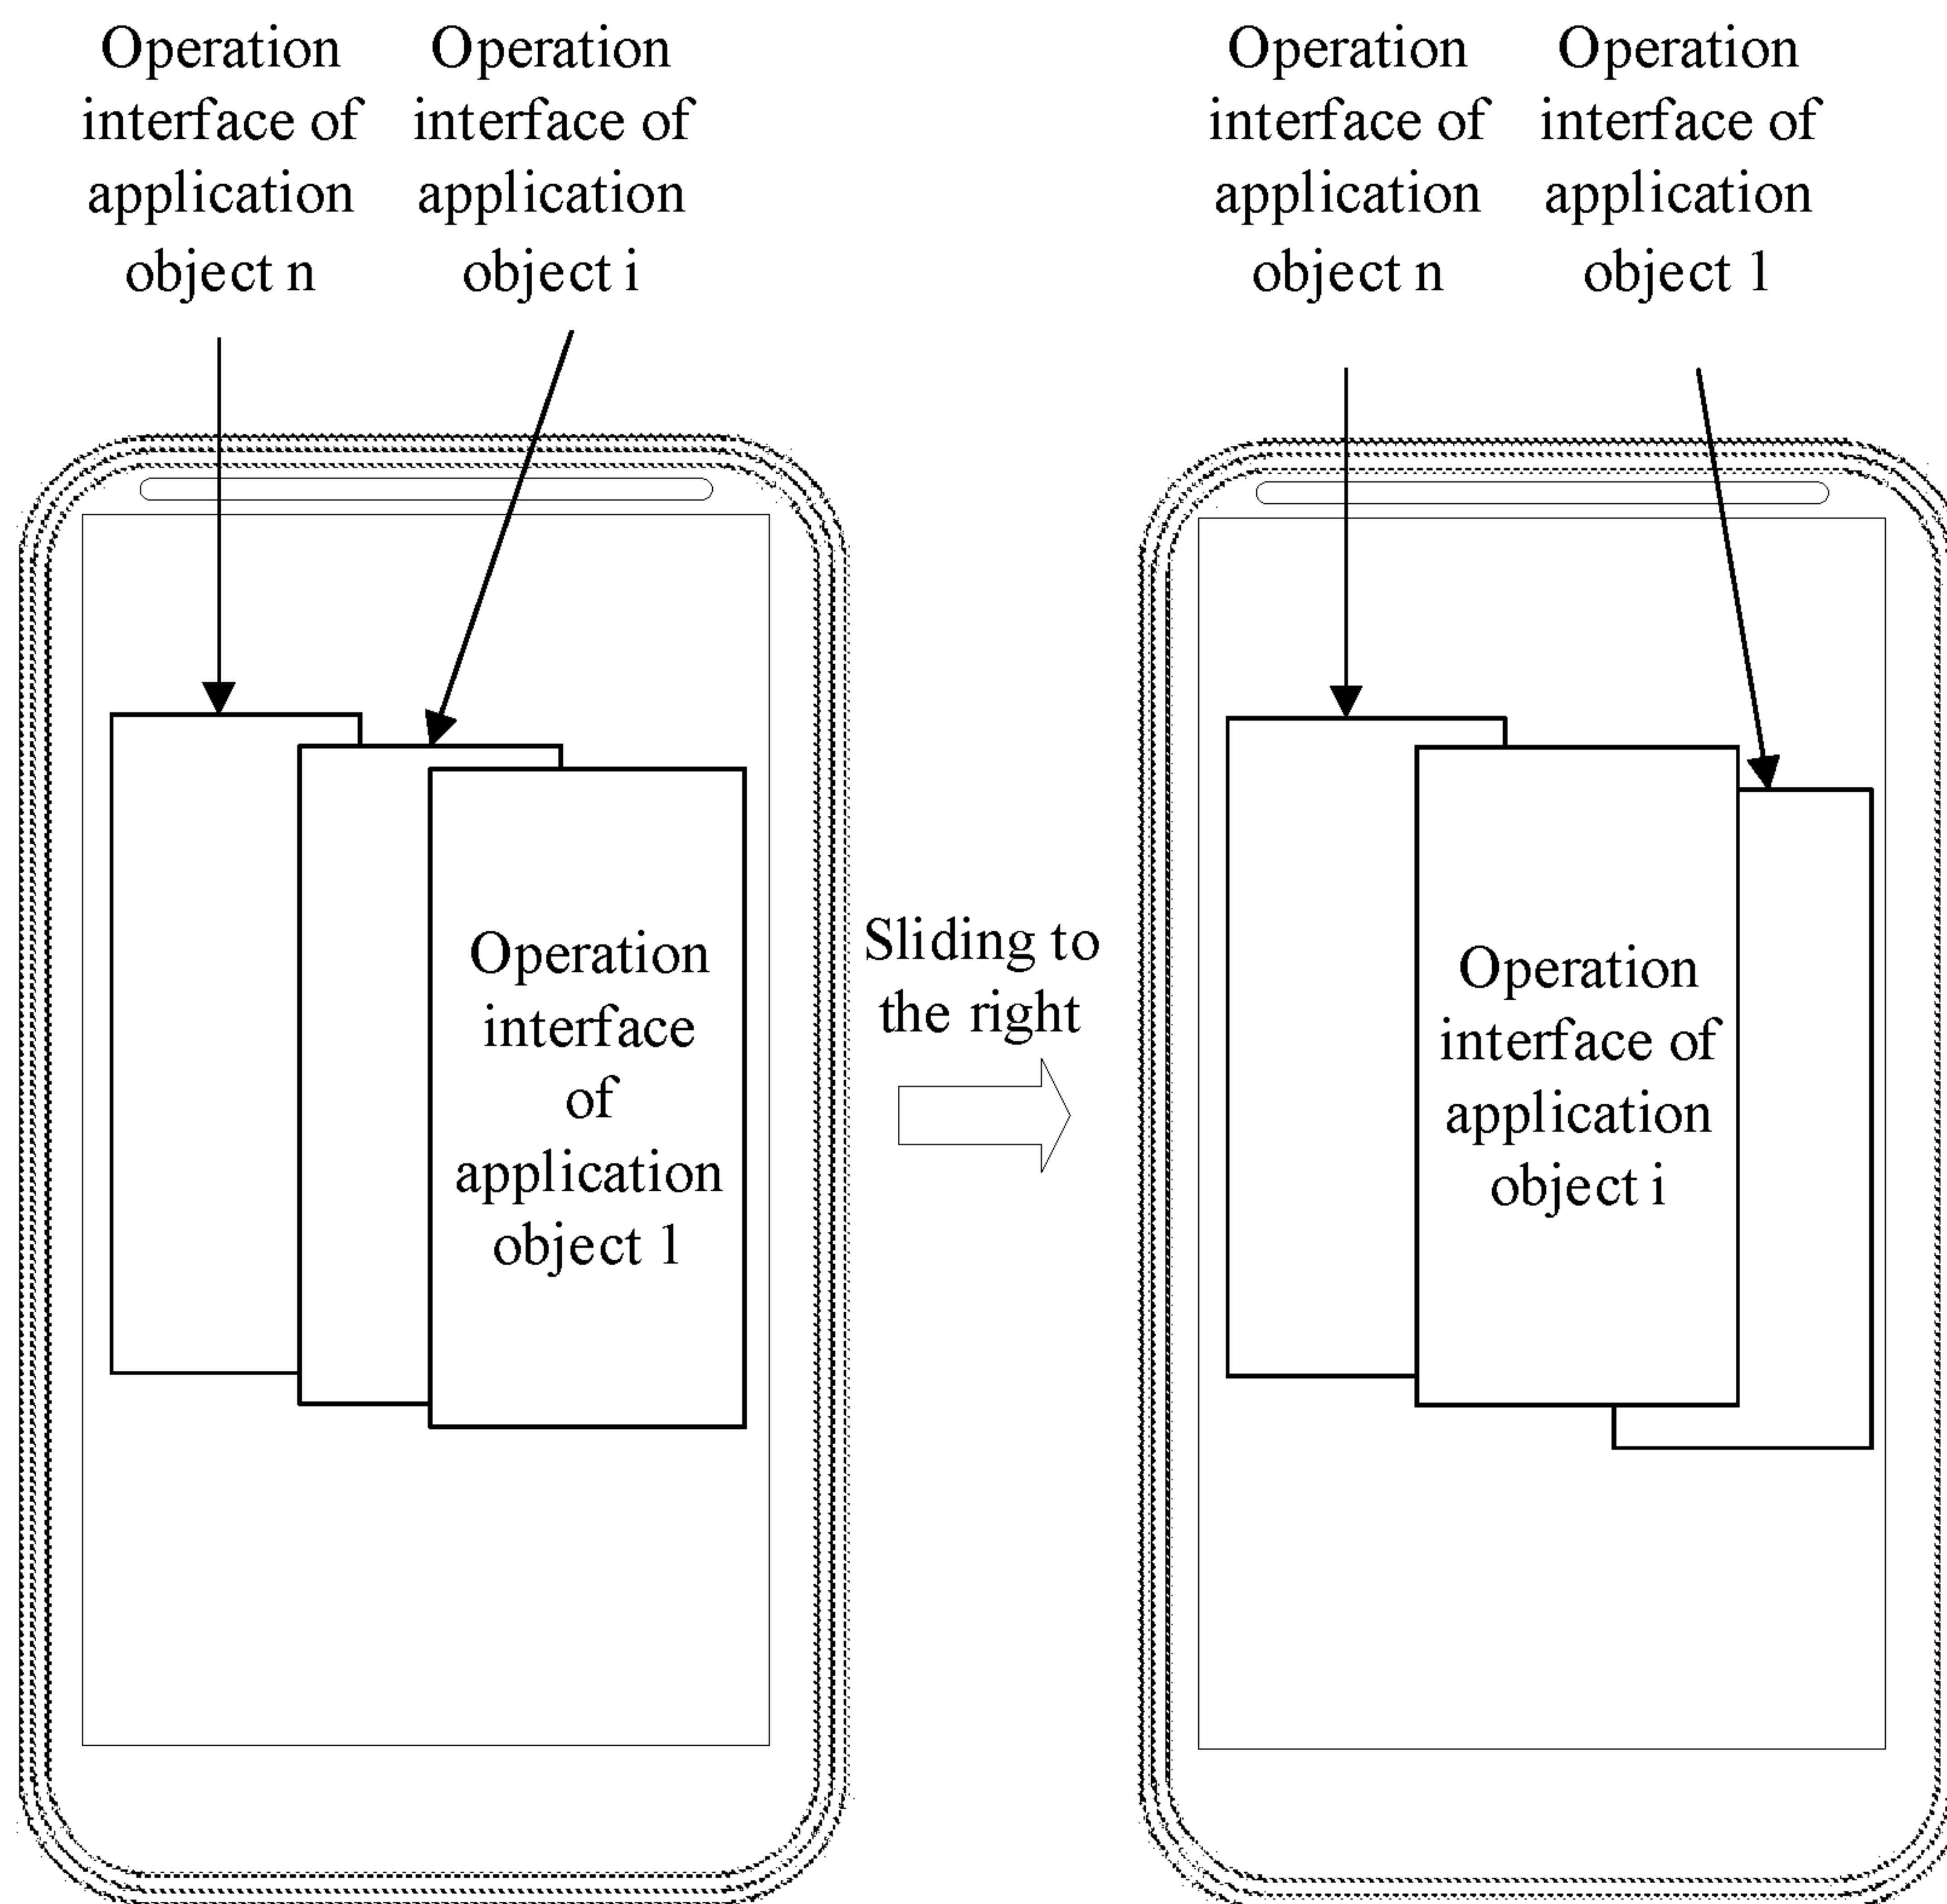 Operation
interface of
application
object n
Operation
interface of
application
object i
Operation
interface
of
application
object 1
Sliding to
the right
Operation
interface of
application
object n
Operation
interface of
application
object 1
Operation
interface of
application
object i